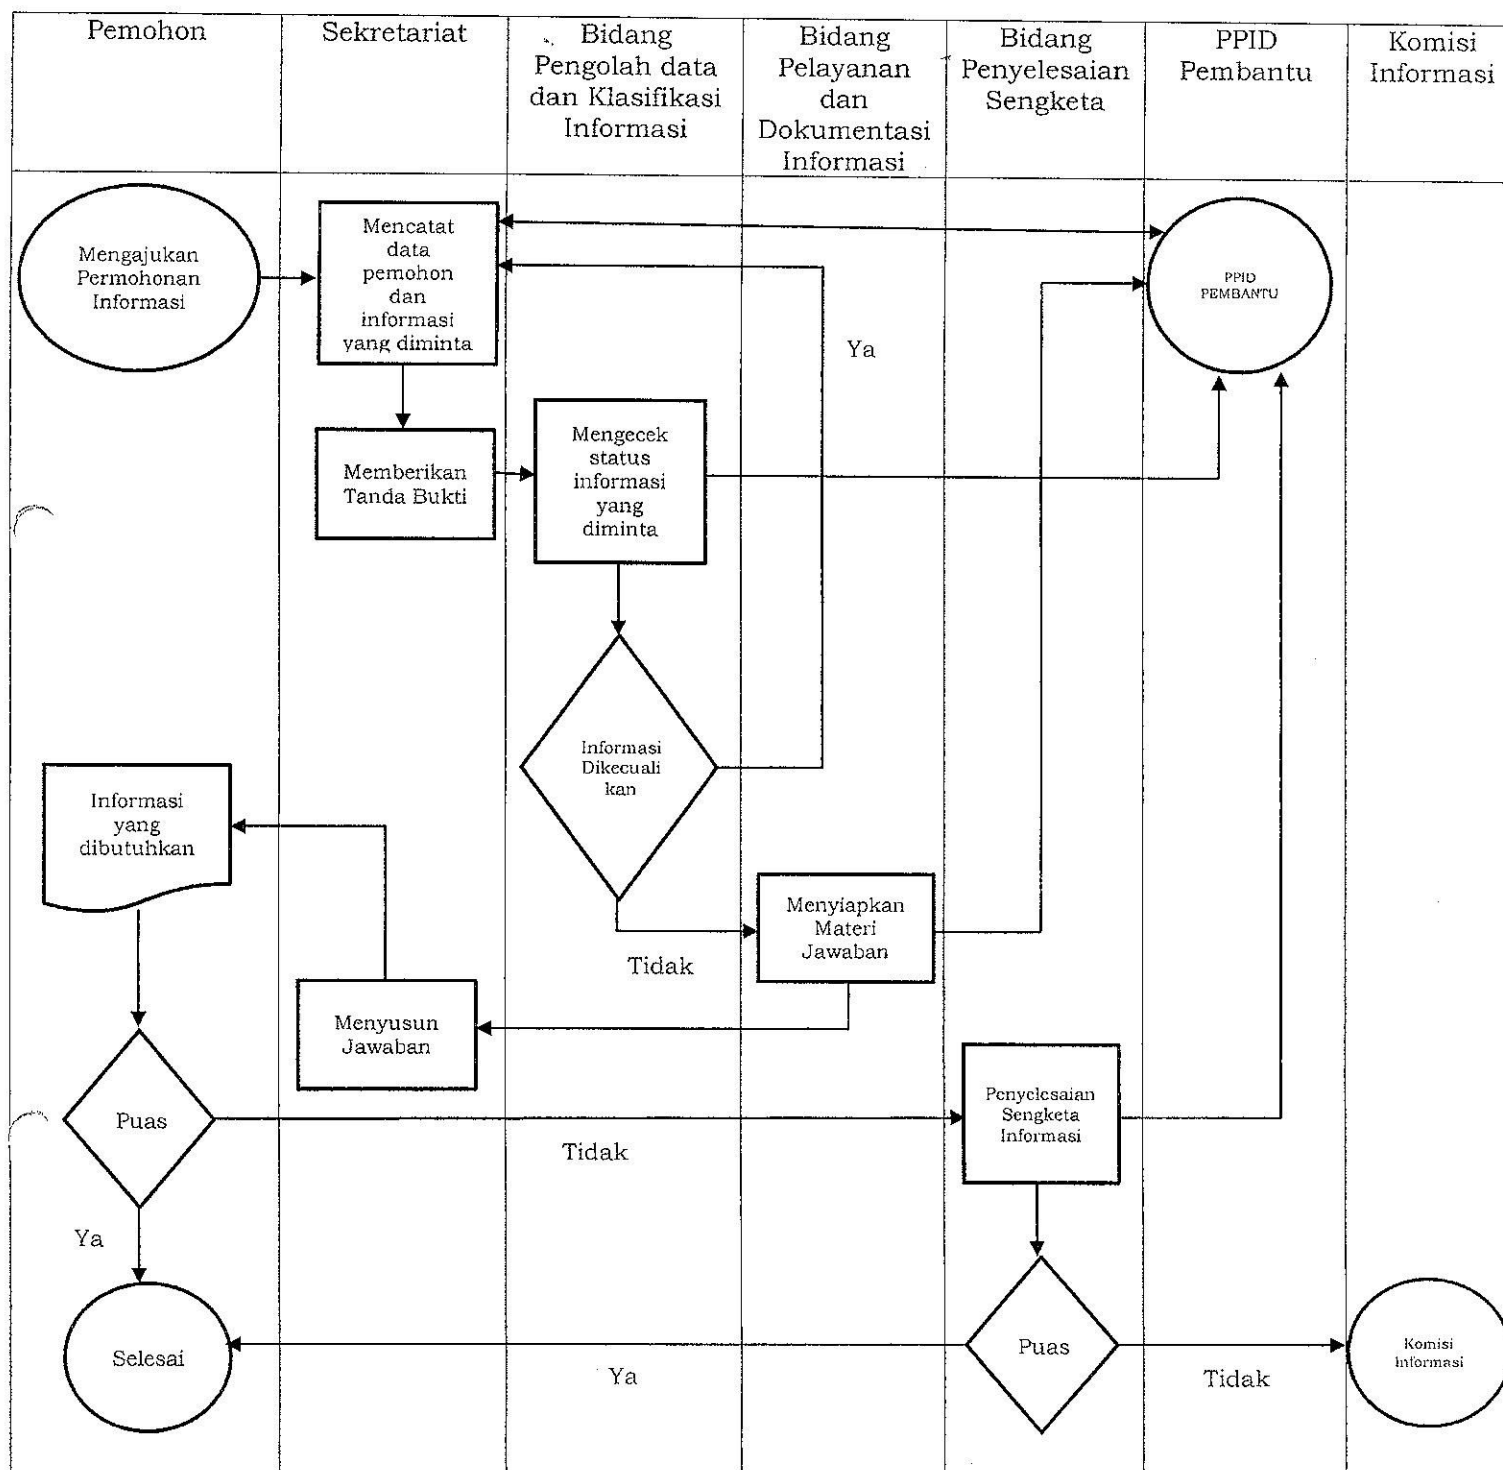 Pemohon
Sekretariat
Bidang
Pengolah data
dan Klasifikasi
Informasi
Bidang
Pelayanan
dan
Dokumentasi
Informasi
Bidang
Penyelesaian
Sengketa
PPID
Pembantu
Komisi
Informasi
Mengajukan
Permohonan
Informasi
Mencatat
data
pemohon
dan
informasi
yang diminta
PPID
PEMBANTU
Ya
Memberikan
Tanda Bukti
Mengecek
status
informasi
yang
diminta
Informasi
Dikecuali
kan
Informasi
yang
dibutuhkan
Tidak
Menyiapkan
Materi
Jawaban
Menyusun
Jawaban
Puas
Tidak
Penyelesaian
Sengketa
Informasi
Ya
Selesai
Ya
Puas
Tidak
Komisi
Informasi